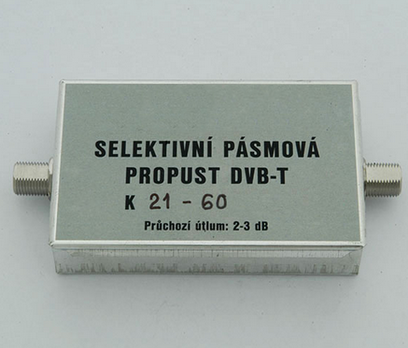 SELEKTIVNÍ PÁSMOVÁ
PROPUST DVB-T
K 21 - 60
Průchozí útlum: 2-3 dB